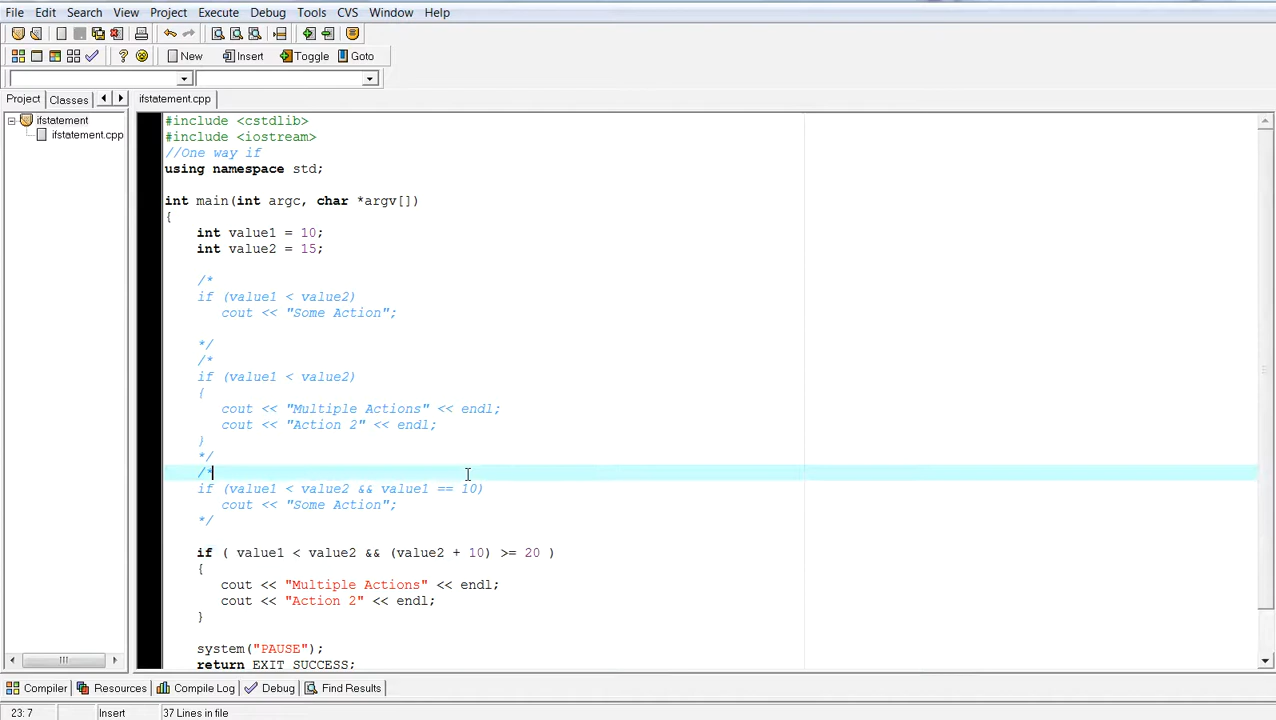 File Edit Search View Project Execute Debug Tools CVS Window Help
New Insert Toggle Goto
Project Classes ifstatement.cpp
ifstatement
ifstatement.cpp
#include <cstdlib>
#include <iostream>
//One way if
using namespace std;
int main(int argc, char *argv[])
{
int value1 = 10;
int value2 = 15;
/*
if (value1 < value2)
cout << "Some Action";
*/
/*
if (value1 < value2)
{
cout << "Multiple Actions" << endl;
cout << "Action 2" << endl;
}
*/
/*
if (value1 < value2 && value1 == 10)
cout << "Some Action";
*/
if ( value1 < value2 && (value2 + 10) >= 20 )
{
cout << "Multiple Actions" << endl;
cout << "Action 2" << endl;
}
system("PAUSE");
return EXIT_SUCCESS;
Compiler Resources Compile Log Debug Find Results
23: 7 Insert 37 Lines in file